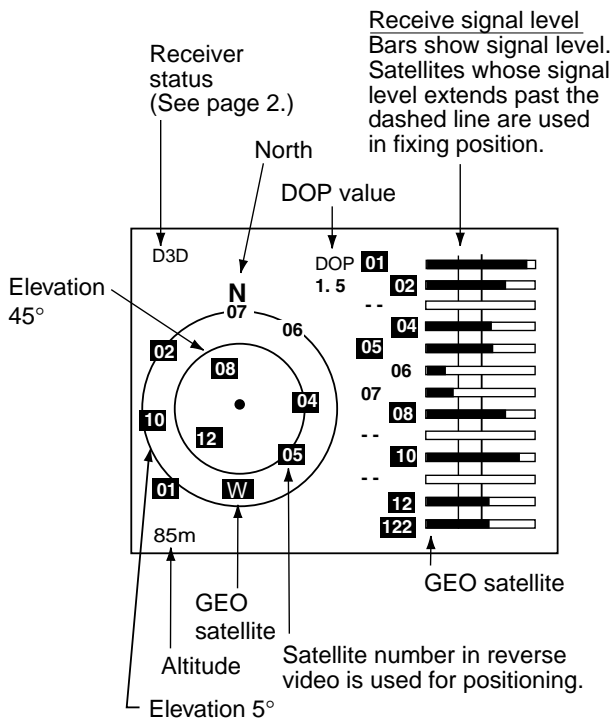 Receive signal level
Bars show signal level.
Satellites whose signal
level extends past the
dashed line are used
in fixing position.
Receiver
status
(See page 2.)
North
DOP value
D3D
DOP
1. 5
N
Elevation
45°
07
06
02
08
04
10
12
05
01
W
85m
01
02
- -
04
05
06
07
08
- -
10
- -
12
122
GEO
satellite
GEO satellite
Altitude
Satellite number in reverse
video is used for positioning.
Elevation 5°